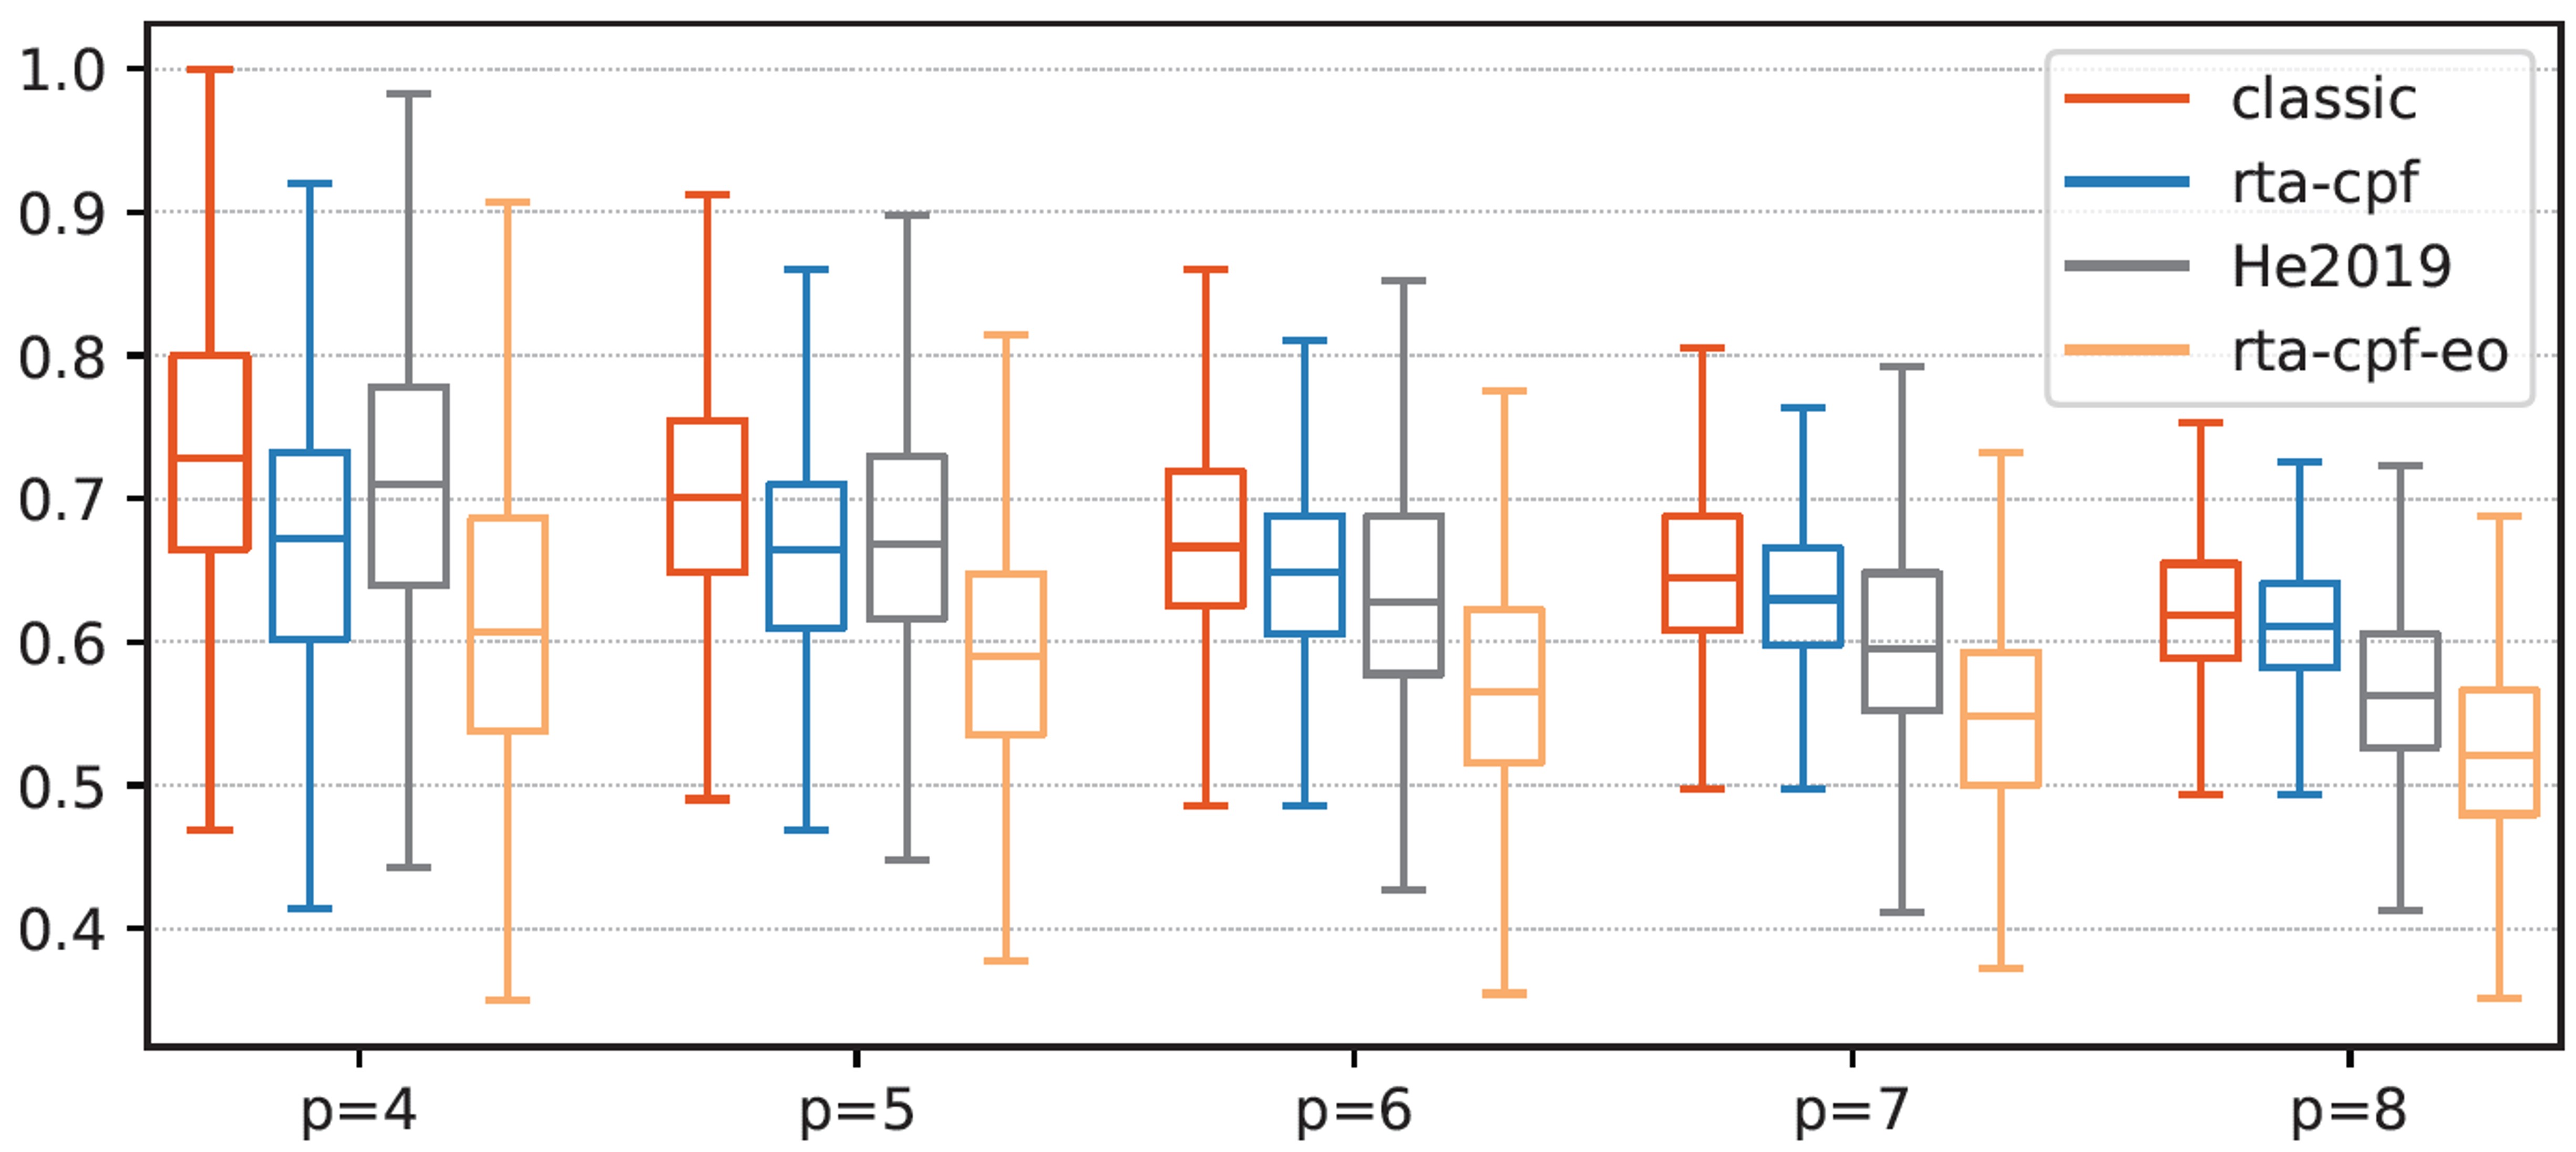 1.0
0.9
0.8
0.7
0.6
0.5
0.4
classic
rta-cpf
He2019
rta-cpf-eo
p=4
p=5
p=6
p=7
p=8